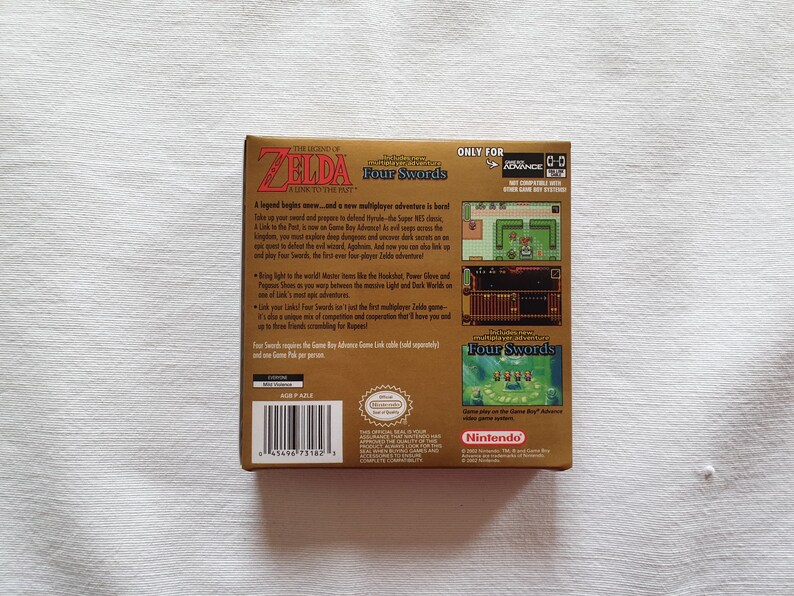 THE LEGEND OF
ZELDA
A LINK TO THE PAST
Includes new
multiplayer adventure
Four Swords
ONLY FOR
GAME BOY
ADVANCE
GBA LINK
CABLE
NOT COMPATIBLE WITH
OTHER GAME BOY SYSTEMS!
A legend begins anew...and a new multiplayer adventure is born!
Take up your sword and prepare to defend Hyrule–the Super NES classic,
A Link to the Past, is now on Game Boy Advance! As evil seeps across the
kingdom, you must explore deep dungeons and uncover dark secrets on an
epic quest to defeat the evil wizard, Agahnim. And now you can also link up
and play Four Swords, the first-ever four-player Zelda adventure!
• Bring light to the world! Master items like the Hookshot, Power Glove and
Pegasus Shoes as you warp between the massive Light and Dark Worlds on
one of Link's most epic adventures.
• Link your Links! Four Swords isn't just the first multiplayer Zelda game–
it's also a unique mix of competition and cooperation that'll have you and
up to three friends scrambling for Rupees!
Four Swords requires the Game Boy Advance Game Link cable (sold separately)
and one Game Pak per person.
Includes new
multiplayer adventure
Four Swords
Game play on the Game Boy® Advance
video game system.
EVERYONE
Mild Violence
AGB P AZLE
0 45496 73182 3
Official
Nintendo
Seal of Quality
THIS OFFICIAL SEAL IS YOUR
ASSURANCE THAT NINTENDO HAS
APPROVED THE QUALITY OF THIS
PRODUCT. ALWAYS LOOK FOR THIS
SEAL WHEN BUYING GAMES AND
ACCESSORIES TO ENSURE
COMPLETE COMPATIBILITY.
Nintendo
© 2002 Nintendo, TM, ® and Game Boy
Advance are trademarks of Nintendo.
© 2002 Nintendo.